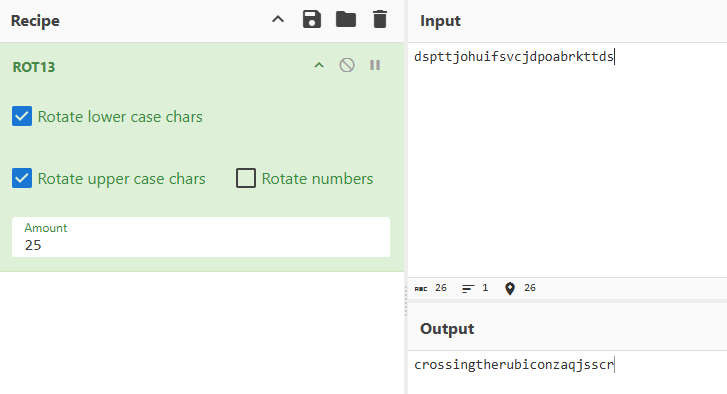 Recipe
ROT13
Rotate lower case chars
Rotate upper case chars
Rotate numbers
Amount
25
Input
dspttjohuifsvcjdpoabrkttds
ABC 26 1 26
Output
crossingtherubiconzaqjsscr